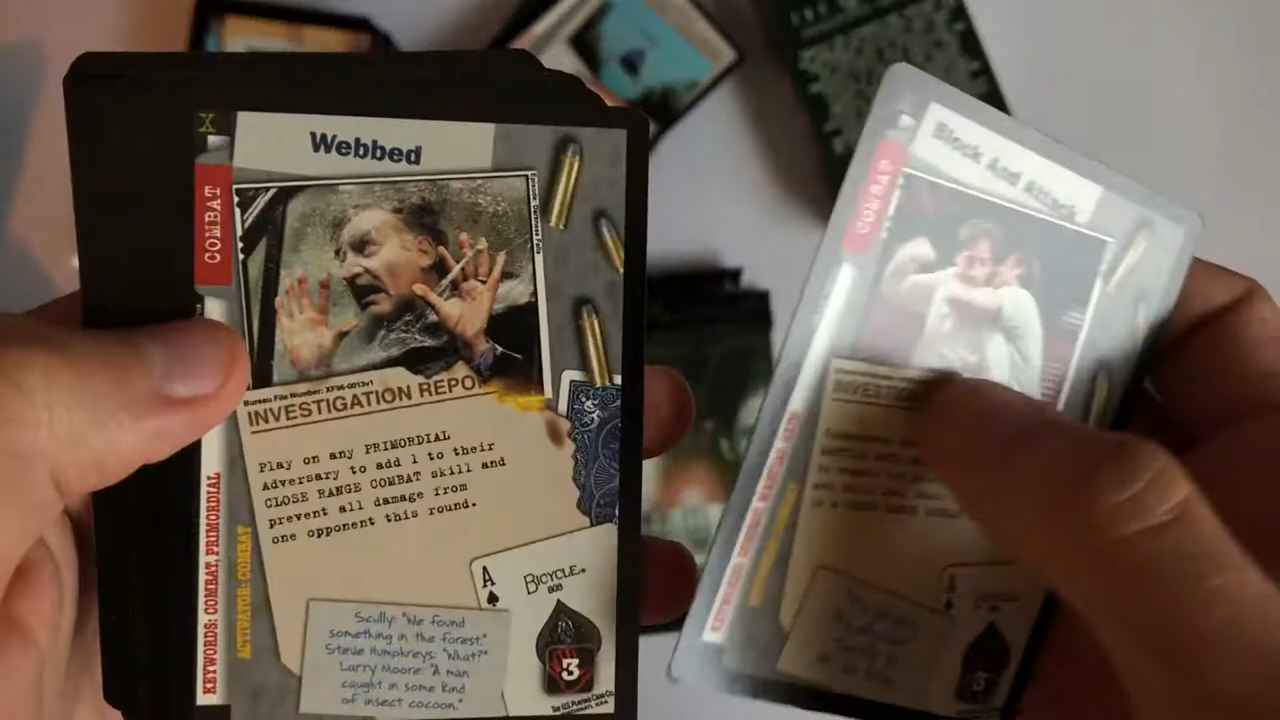 X
Webbed
COMBAT
Episode: Darkness Falls
Bureau File Number: XF96-0013v1
INVESTIGATION REPO
Play on any PRIMORDIAL
Adversary to add 1 to their
CLOSE RANGE COMBAT skill and
prevent all damage from
one opponent this round.
KEYWORDS: COMBAT, PRIMORDIAL
ACTIVATOR: COMBAT
A
BICYCLE®
808
3
THE U.S. PLAYING CARD CO.
CINCINNATI, U.S.A.
Scully: "We found
something in the forest."
Steve Humphreys: "What?"
Larry Moore: "A man
caught in some kind
of insect cocoon."
Block And Attack
COMBAT
3